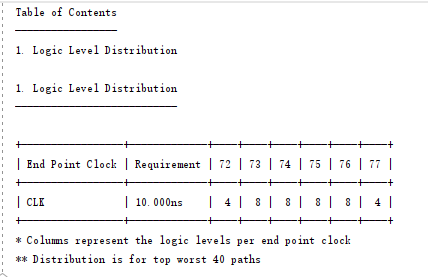 Table of Contents
1. Logic Level Distribution
1. Logic Level Distribution
| End Point Clock | Requirement | 72 | 73 | 74 | 75 | 76 | 77 |
| CLK | 10.000ns | 4 | 8 | 8 | 8 | 8 | 4 |
* Columns represent the logic levels per end point clock
** Distribution is for top worst 40 paths